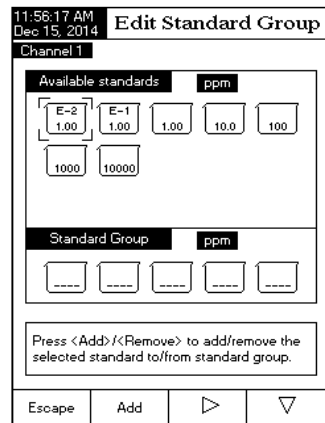 11:56:17 AM
Dec 15, 2014
Edit Standard Group
Channel 1
Available standards ppm
E-2 E-1
1.00 1.00 1.00 10.0 100
1000 10000
Standard Group ppm
---- ---- ---- ---- ----
Press <Add>/<Remove> to add/remove the
selected standard to/from standard group.
Escape Add